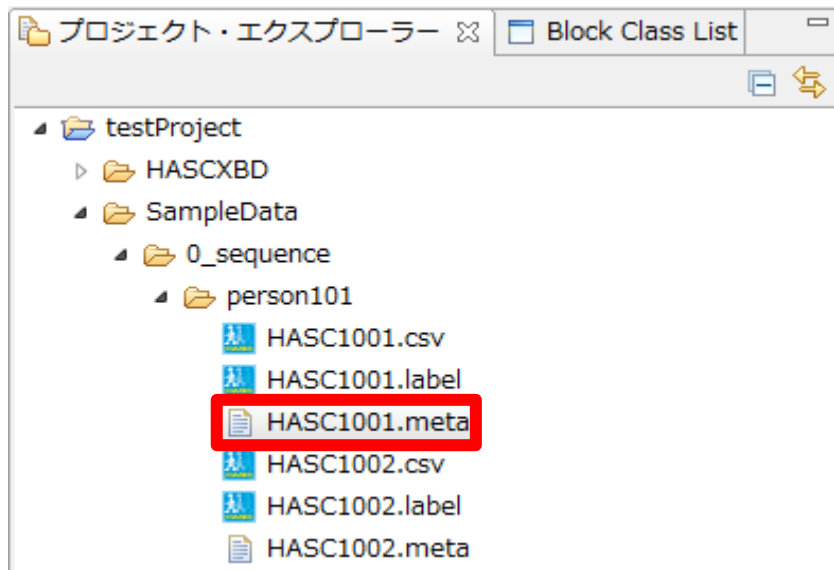 プロジェクト・エクスプローラー Block Class List
testProject
HASCXBD
SampleData
0_sequence
person101
HASC1001.csv
HASC1001.label
HASC1001.meta
HASC1002.csv
HASC1002.label
HASC1002.meta